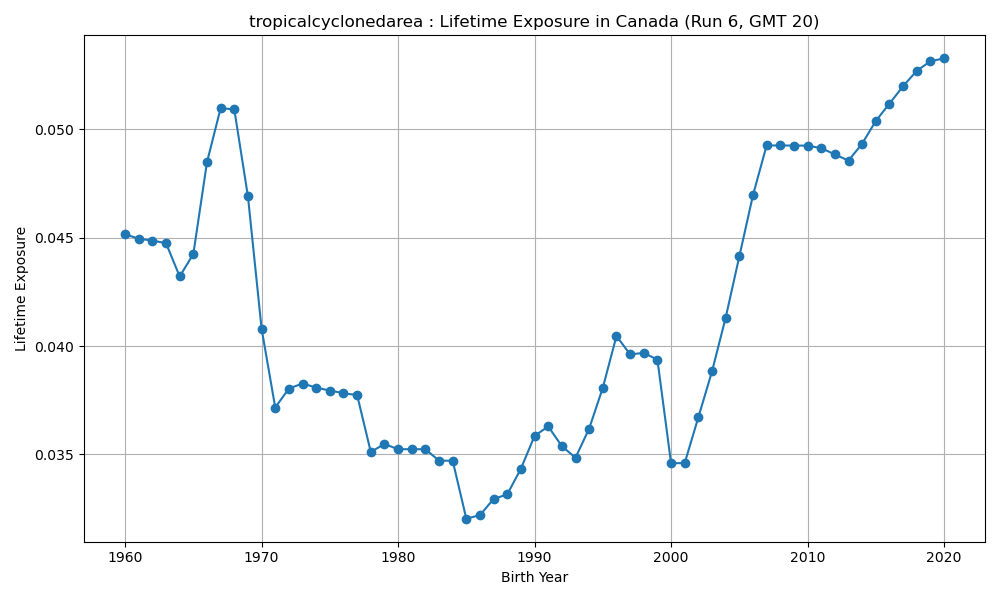 tropicalcyclonedarea : Lifetime Exposure in Canada (Run 6, GMT 20)
0.050
0.045
0.040
0.035
Lifetime Exposure
1960 1970 1980 1990 2000 2010 2020
Birth Year